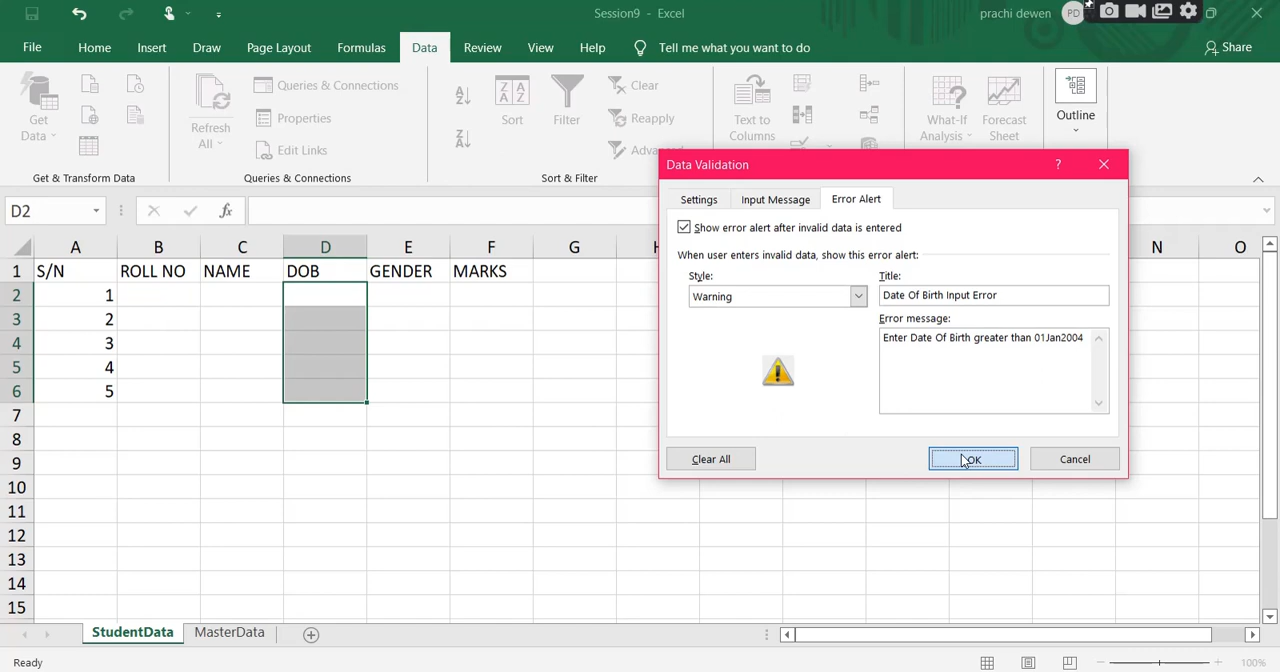 Session9 - Excel
prachi dewen PD
File Home Insert Draw Page Layout Formulas Data Review View Help Tell me what you want to do Share
Get Data
Refresh All
Queries & Connections
Properties
Edit Links
Sort
Filter
Clear
Reapply
Text to Columns
What-If Analysis
Forecast Sheet
Outline
Get & Transform Data
Queries & Connections
Sort & Filter
Data Validation ?
Settings Input Message Error Alert
Show error alert after invalid data is entered
When user enters invalid data, show this error alert:
Style: Title:
Warning Date Of Birth Input Error
Error message:
Enter Date Of Birth greater than 01Jan2004
Clear All OK Cancel
D2 fx
A B C D E F G H N O
1 S/N ROLL NO NAME DOB GENDER MARKS
2 1
3 2
4 3
5 4
6 5
7
8
9
10
11
12
13
14
15
StudentData MasterData
Ready 100%